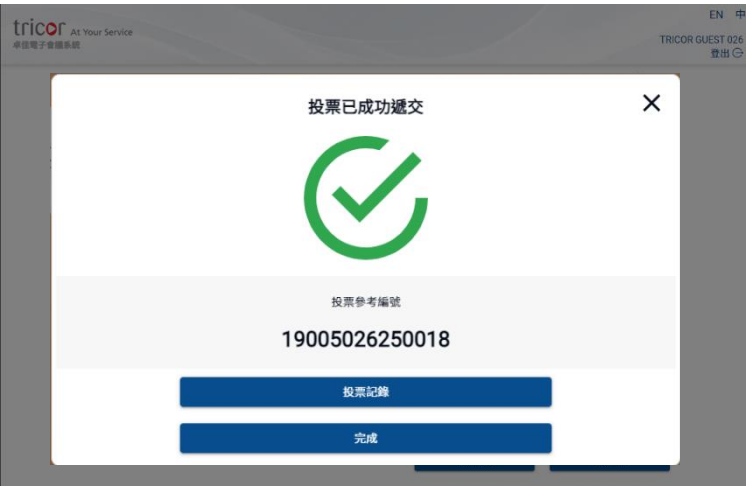 EN 中
tricor At Your Service
卓佳電子會議系統
TRICOR GUEST 026
登出
投票已成功遞交
投票參考編號
19005026250018
投票記錄
完成